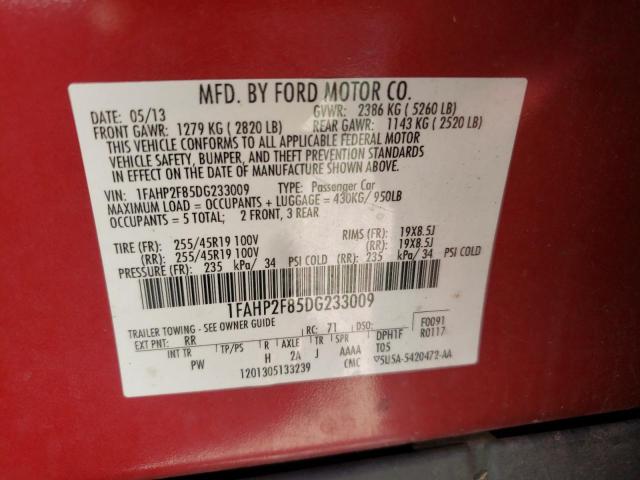 MFD. BY FORD MOTOR CO.
DATE: 05/13 GVWR: 2386 KG ( 5260 LB)
FRONT GAWR: 1279 KG ( 2820 LB) REAR GAWR: 1143 KG ( 2520 LB)
THIS VEHICLE CONFORMS TO ALL APPLICABLE FEDERAL MOTOR
VEHICLE SAFETY, BUMPER, AND THEFT PREVENTION STANDARDS
IN EFFECT ON THE DATE OF MANUFACTURE SHOWN ABOVE.
VIN: 1FAHP2F85DG233009 TYPE: Passenger Car
MAXIMUM LOAD = OCCUPANTS + LUGGAGE = 430KG/ 950LB
OCCUPANTS = 5 TOTAL; 2 FRONT, 3 REAR
TIRE (FR): 255/45R19 100V RIMS (FR): 19X8.5J
(RR): 255/45R19 100V (RR): 19X8.5J
PRESSURE (FR): 235 kPa/ 34 PSI COLD (RR): 235 kPa/ 34 PSI COLD
1FAHP2F85DG233009
TRAILER TOWING - SEE OWNER GUIDE
EXT PNT: RR RC: 71 DSO: F0091
R0117
INT TR TP/PS R AXLE TR SPR DPH1F
PW H 2A J AAAA T05
1201305133239 CMC 5U5A-5420472-AA